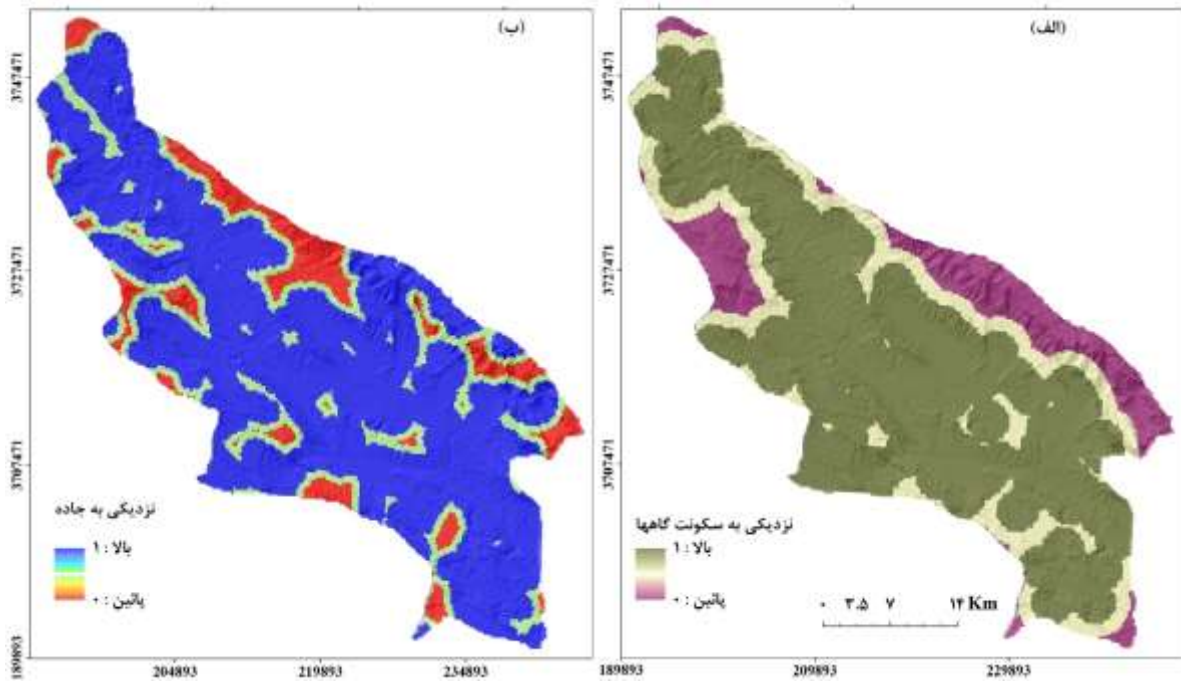 (الف)
3747471
3727471
3707471
نزدیکی به سکونت گاهها
بالا : ۱
پائین : ۰
۰ ۳.۵ ۷ ۱۴ Km
189893 209893 229893
(ب)
3747471
3727471
3707471
189893
نزدیکی به جاده
بالا : ۱
پائین : ۰
204893 219893 234893